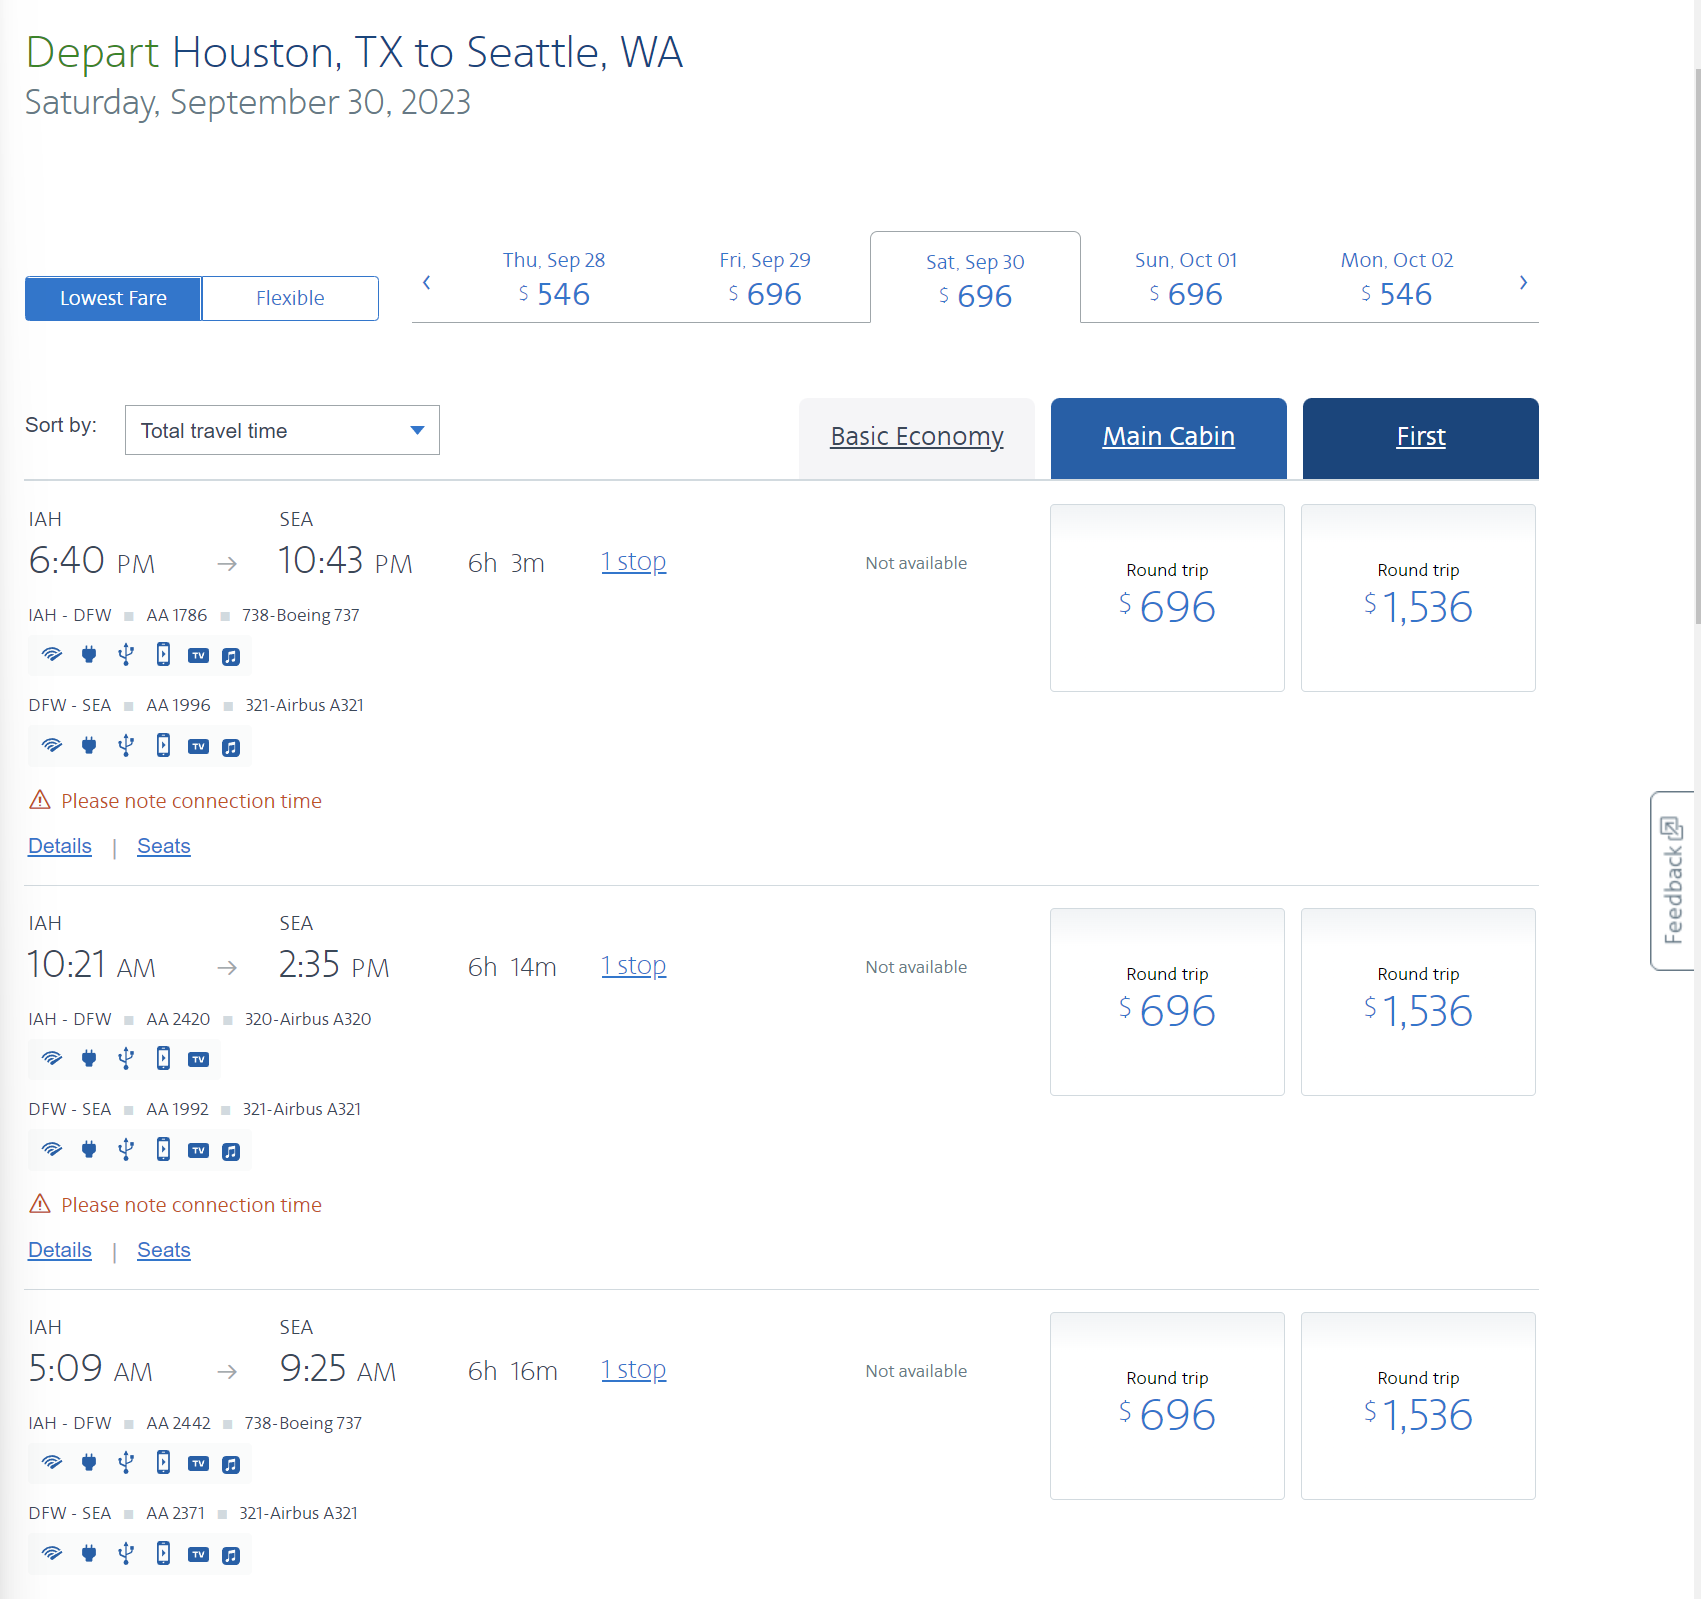 Depart Houston, TX to Seattle, WA
Saturday, September 30, 2023
Lowest Fare
Flexible
Thu, Sep 28
$ 546
Fri, Sep 29
$ 696
Sat, Sep 30
$ 696
Sun, Oct 01
$ 696
Mon, Oct 02
$ 546
Sort by:
Total travel time
Basic Economy
Main Cabin
First
IAH
SEA
6:40 PM
10:43 PM
6h 3m
1 stop
Not available
Round trip
$ 696
Round trip
$ 1,536
IAH - DFW AA 1786 738-Boeing 737
TV
DFW - SEA AA 1996 321-Airbus A321
TV
Please note connection time
Details | Seats
IAH
SEA
10:21 AM
2:35 PM
6h 14m
1 stop
Not available
Round trip
$ 696
Round trip
$ 1,536
IAH - DFW AA 2420 320-Airbus A320
TV
DFW - SEA AA 1992 321-Airbus A321
TV
Please note connection time
Details | Seats
IAH
SEA
5:09 AM
9:25 AM
6h 16m
1 stop
Not available
Round trip
$ 696
Round trip
$ 1,536
IAH - DFW AA 2442 738-Boeing 737
TV
DFW - SEA AA 2371 321-Airbus A321
TV
Feedback